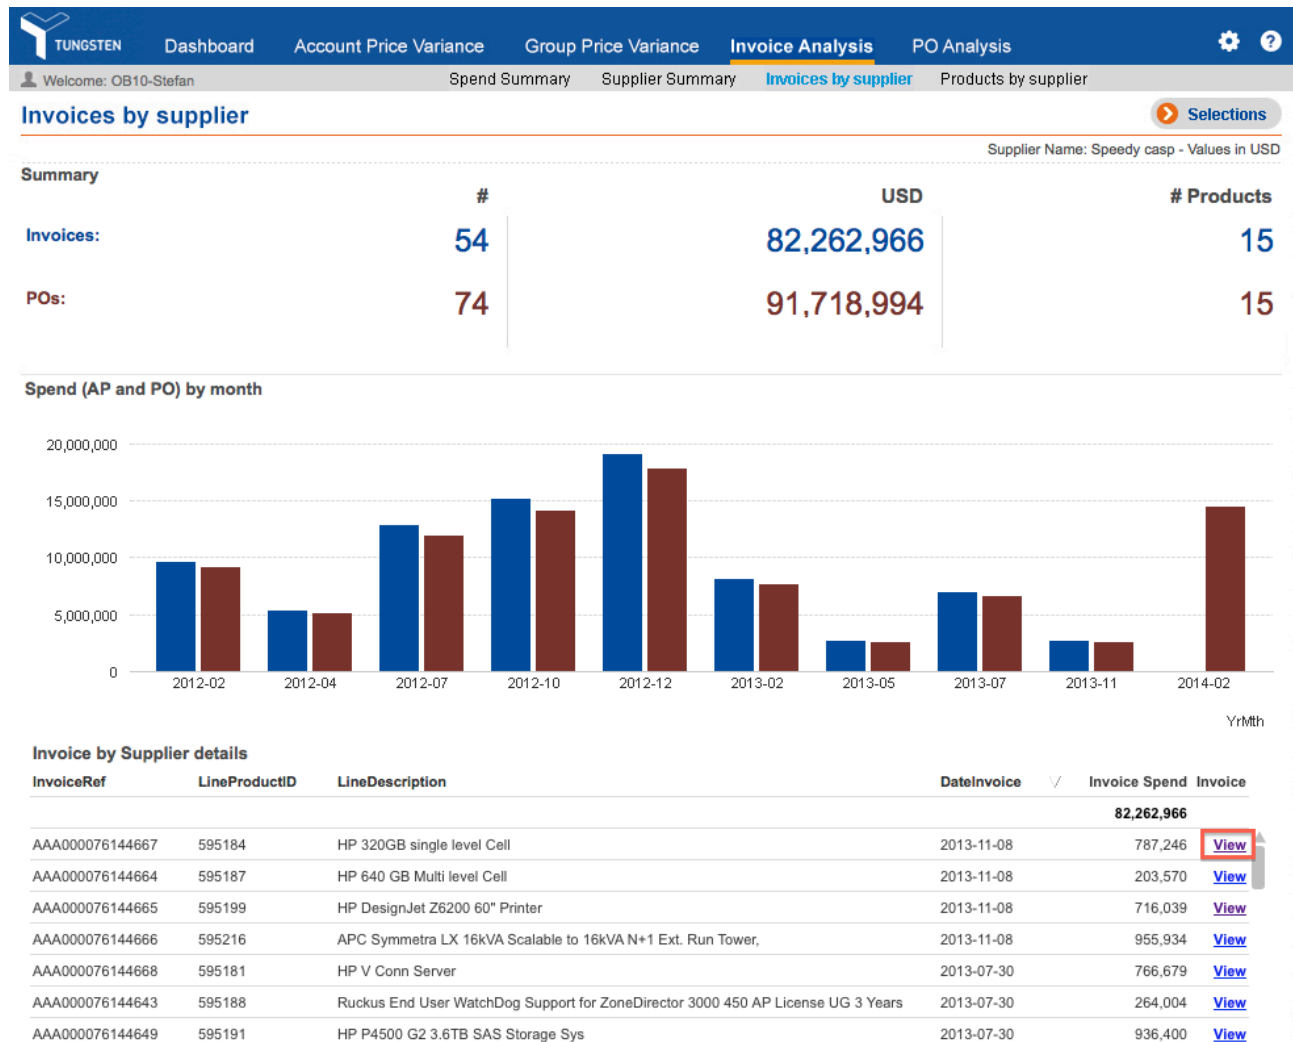 TUNGSTEN Dashboard Account Price Variance Group Price Variance Invoice Analysis PO Analysis ?
Welcome: OB10-Stefan Spend Summary Supplier Summary Invoices by supplier Products by supplier
Invoices by supplier Selections
Supplier Name: Speedy casp - Values in USD
Summary
# USD # Products
Invoices: 54 82,262,966 15
POs: 74 91,718,994 15
Spend (AP and PO) by month
20,000,000
15,000,000
10,000,000
5,000,000
0
2012-02 2012-04 2012-07 2012-10 2012-12 2013-02 2013-05 2013-07 2013-11 2014-02
YrMth
Invoice by Supplier details
InvoiceRef LineProductID LineDescription DateInvoice Invoice Spend Invoice
82,262,966
AAA000076144667 595184 HP 320GB single level Cell 2013-11-08 787,246 View
AAA000076144664 595187 HP 640 GB Multi level Cell 2013-11-08 203,570 View
AAA000076144665 595199 HP DesignJet Z6200 60" Printer 2013-11-08 716,039 View
AAA000076144666 595216 APC Symmetra LX 16kVA Scalable to 16kVA N+1 Ext. Run Tower, 2013-11-08 955,934 View
AAA000076144668 595181 HP V Conn Server 2013-07-30 766,679 View
AAA000076144643 595188 Ruckus End User WatchDog Support for ZoneDirector 3000 450 AP License UG 3 Years 2013-07-30 264,004 View
AAA000076144649 595191 HP P4500 G2 3.6TB SAS Storage Sys 2013-07-30 936,400 View